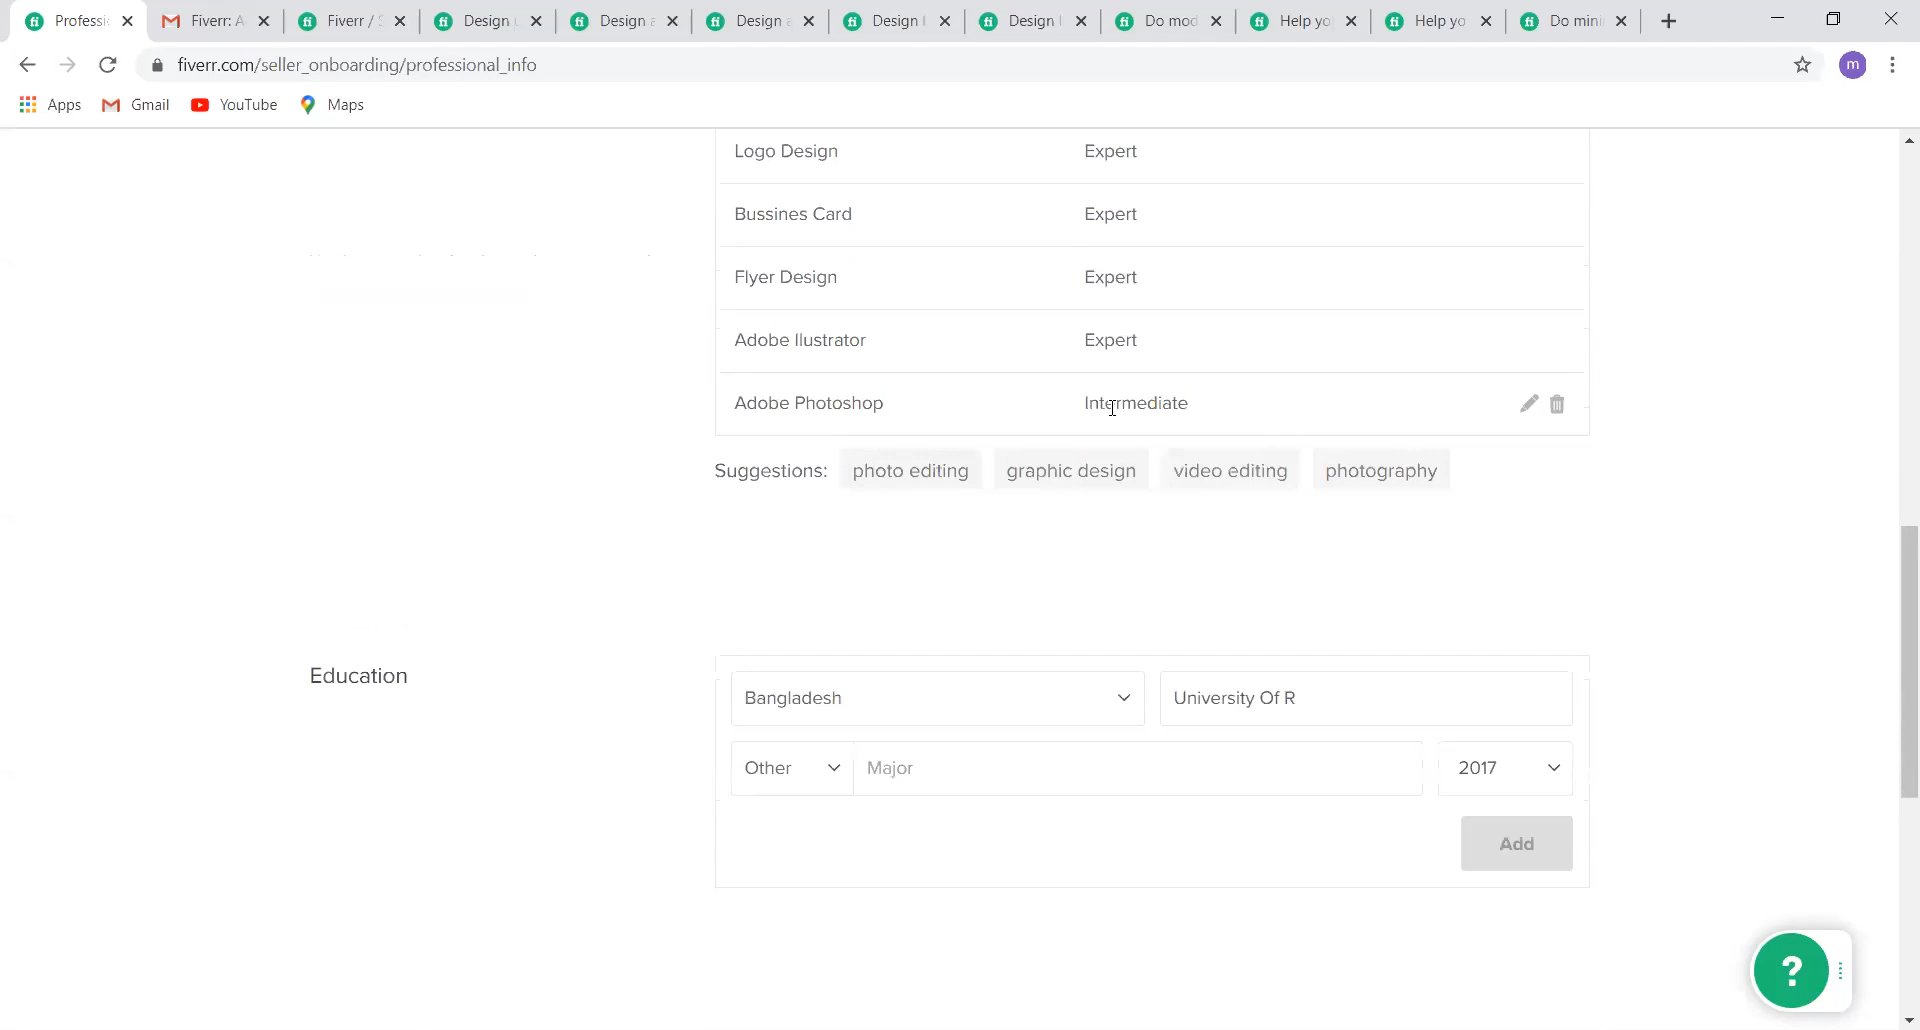 Professi
Fiverr: A
Fiverr / S
Design u
Design a
Design a
Design
Design
Do mod
Help yo
Help yo
Do mini
fiverr.com/seller_onboarding/professional_info
m
Apps
Gmail
YouTube
Maps
Logo Design Expert
Bussines Card Expert
Flyer Design Expert
Adobe Ilustrator Expert
Adobe Photoshop Intermediate
Suggestions: photo editing graphic design video editing photography
Education
Bangladesh University Of R
Other Major 2017
Add
?